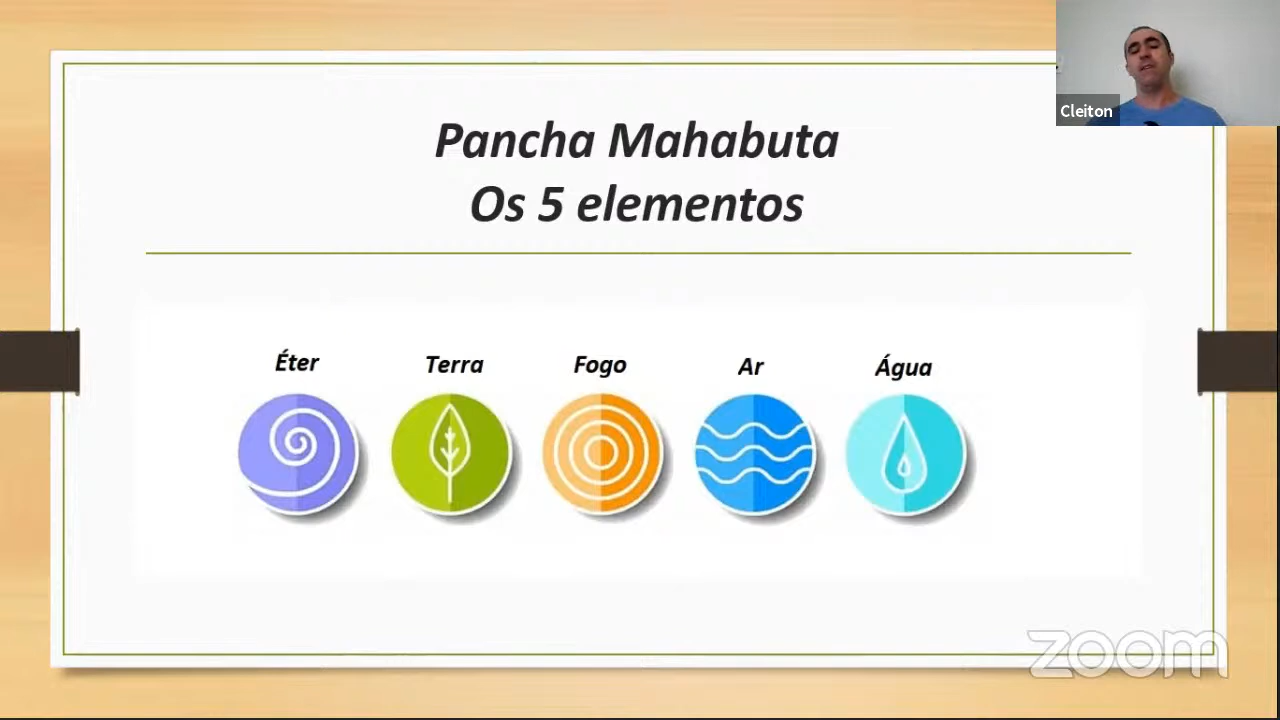 Cleiton
Pancha Mahabuta
Os 5 elementos
Éter Terra Fogo Ar Água
zoom